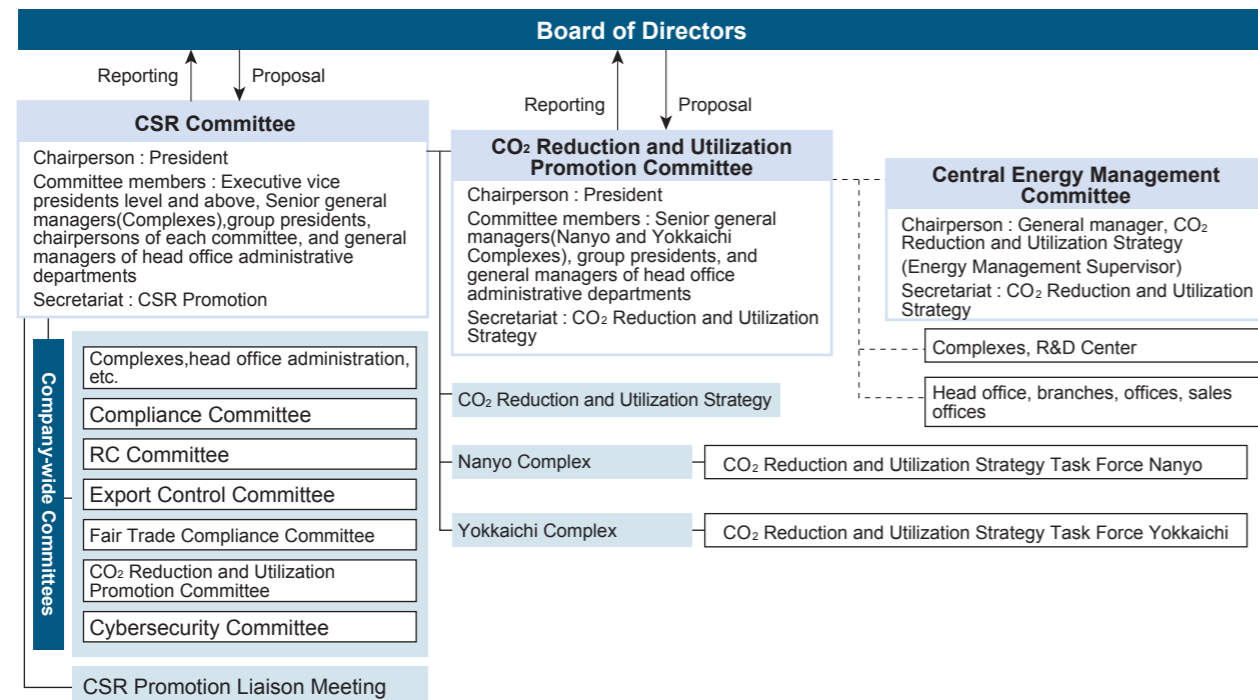 Board of Directors
Reporting
Proposal
CSR Committee
Chairperson : President
Committee members : Executive vice
presidents level and above, Senior general
managers(Complexes),group presidents,
chairpersons of each committee, and general
managers of head office administrative
departments
Secretariat : CSR Promotion
Company-wide Committees
Complexes,head office administration,
etc.
Compliance Committee
RC Committee
Export Control Committee
Fair Trade Compliance Committee
CO₂ Reduction and Utilization
Promotion Committee
Cybersecurity Committee
CSR Promotion Liaison Meeting
Reporting
Proposal
CO₂ Reduction and Utilization
Promotion Committee
Chairperson : President
Committee members : Senior general
managers(Nanyo and Yokkaichi
Complexes), group presidents, and
general managers of head office
administrative departments
Secretariat : CO₂ Reduction and Utilization
Strategy
CO₂ Reduction and Utilization Strategy
Nanyo Complex
CO₂ Reduction and Utilization Strategy Task Force Nanyo
Yokkaichi Complex
CO₂ Reduction and Utilization Strategy Task Force Yokkaichi
Central Energy Management
Committee
Chairperson : General manager, CO₂
Reduction and Utilization Strategy
(Energy Management Supervisor)
Secretariat : CO₂ Reduction and Utilization
Strategy
Complexes, R&D Center
Head office, branches, offices, sales
offices